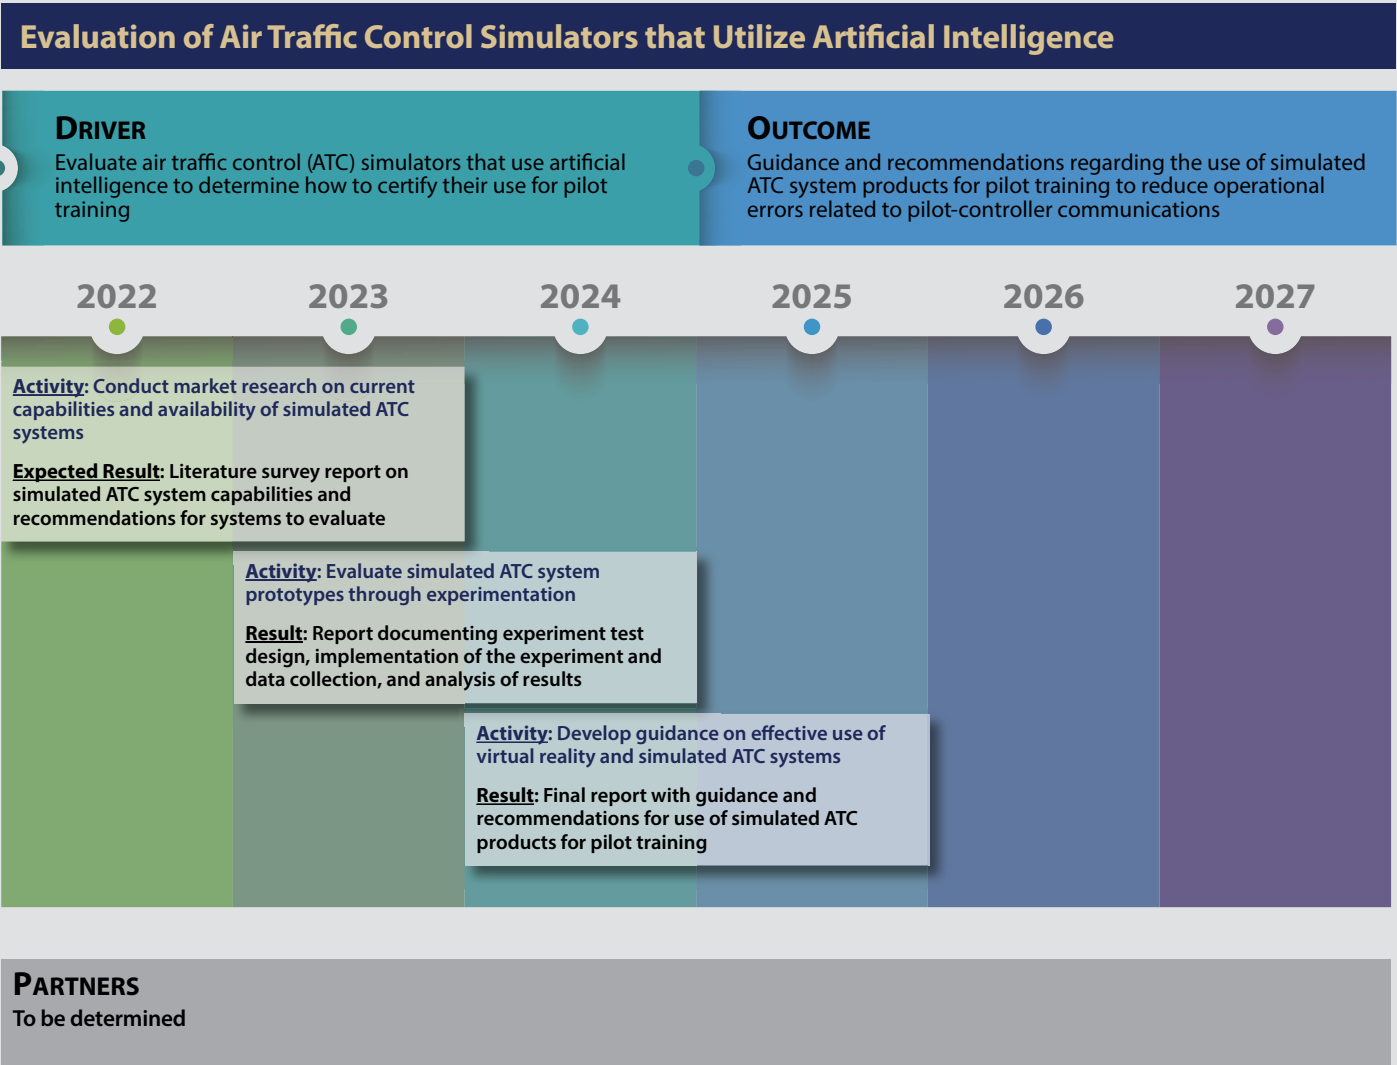 Evaluation of Air Traffic Control Simulators that Utilize Artificial Intelligence
DRIVER
Evaluate air traffic control (ATC) simulators that use artificial
intelligence to determine how to certify their use for pilot
training
OUTCOME
Guidance and recommendations regarding the use of simulated
ATC system products for pilot training to reduce operational
errors related to pilot-controller communications
2022 2023 2024 2025 2026 2027
Activity: Conduct market research on current
capabilities and availability of simulated ATC
systems
Expected Result: Literature survey report on
simulated ATC system capabilities and
recommendations for systems to evaluate
Activity: Evaluate simulated ATC system
prototypes through experimentation
Result: Report documenting experiment test
design, implementation of the experiment and
data collection, and analysis of results
Activity: Develop guidance on effective use of
virtual reality and simulated ATC systems
Result: Final report with guidance and
recommendations for use of simulated ATC
products for pilot training
PARTNERS
To be determined